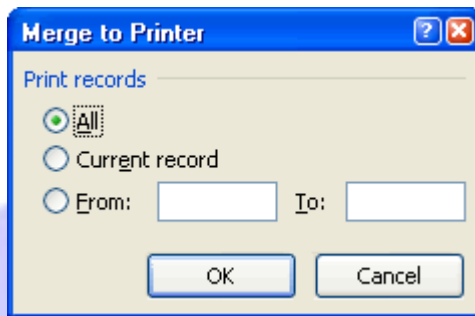 Merge to Printer
Print records
All
Current record
From: To:
OK Cancel